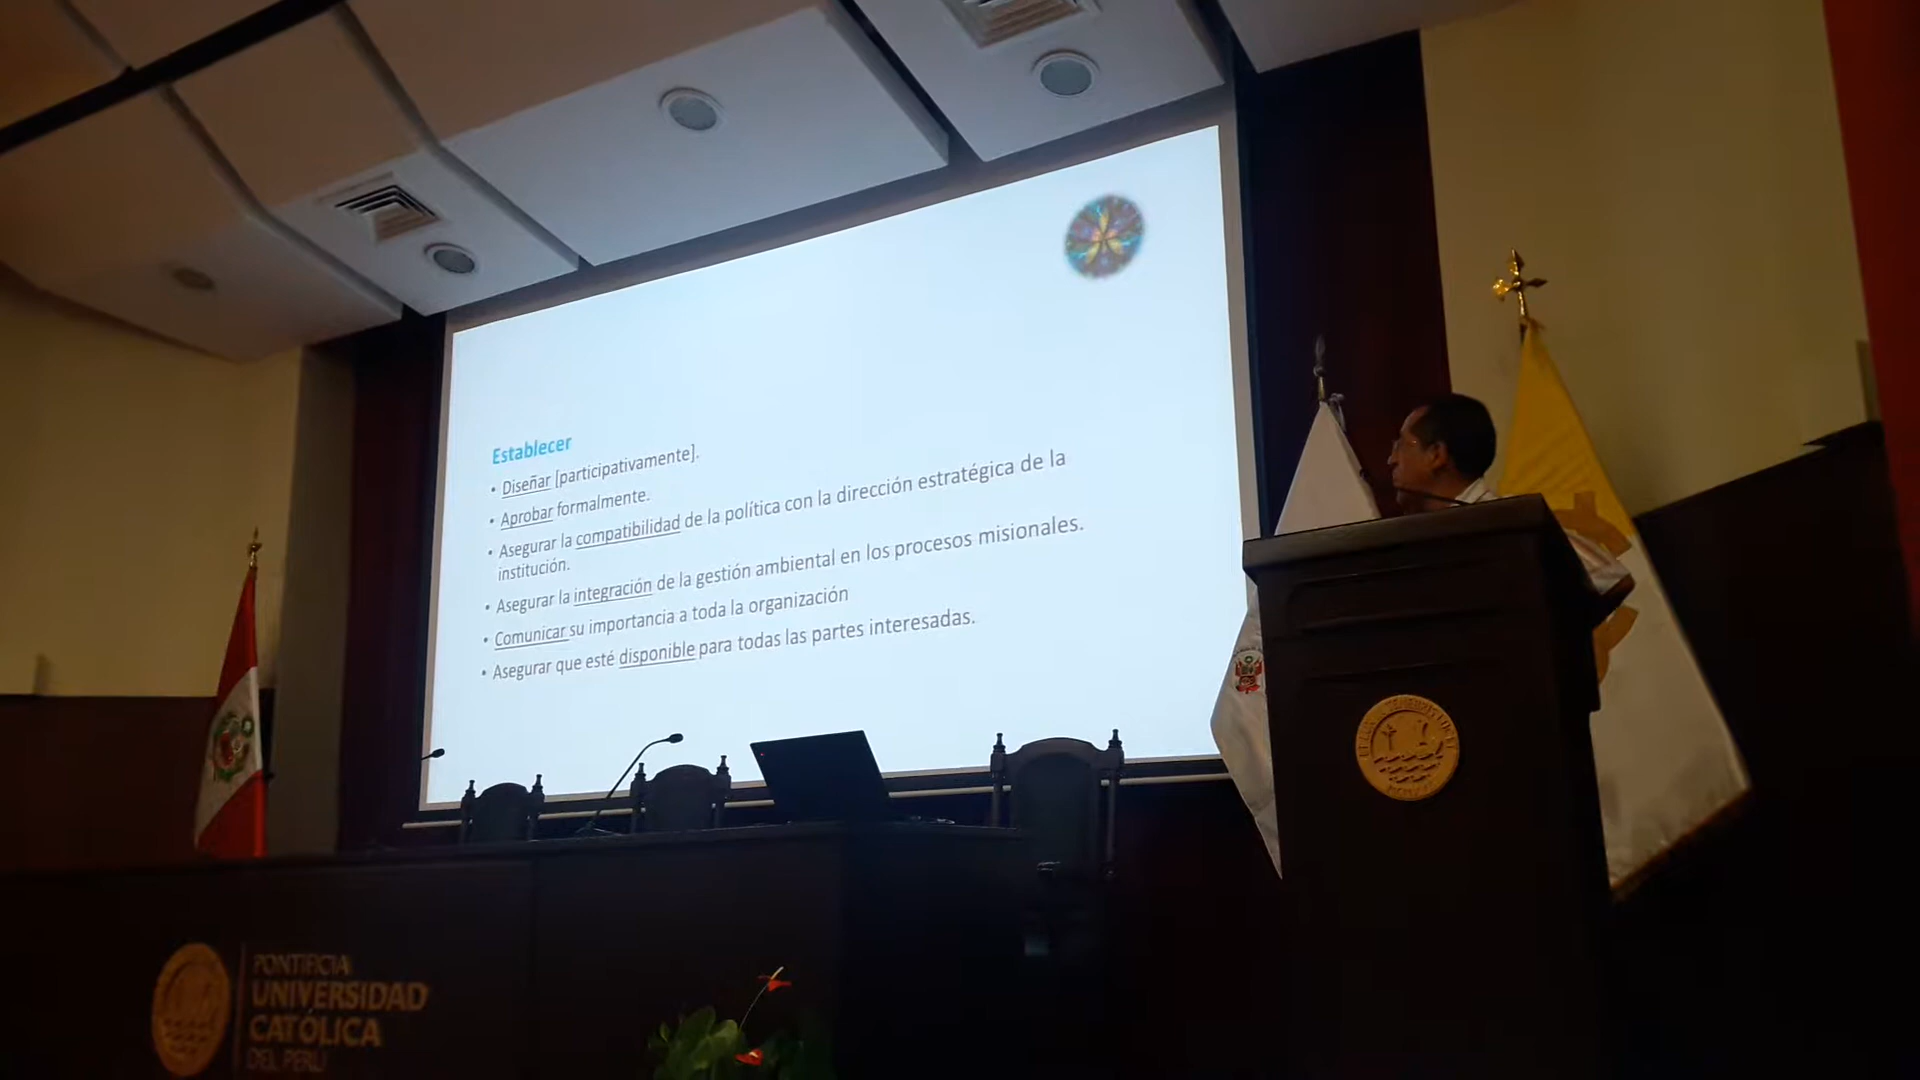 Establecer
• Diseñar [participativamente].
• Aprobar formalmente.
• Asegurar la compatibilidad de la política con la dirección estratégica de la
institución.
• Asegurar la integración de la gestión ambiental en los procesos misionales.
• Comunicar su importancia a toda la organización
• Asegurar que esté disponible para todas las partes interesadas.
PONTIFICIA
UNIVERSIDAD
CATÓLICA
DEL PERÚ